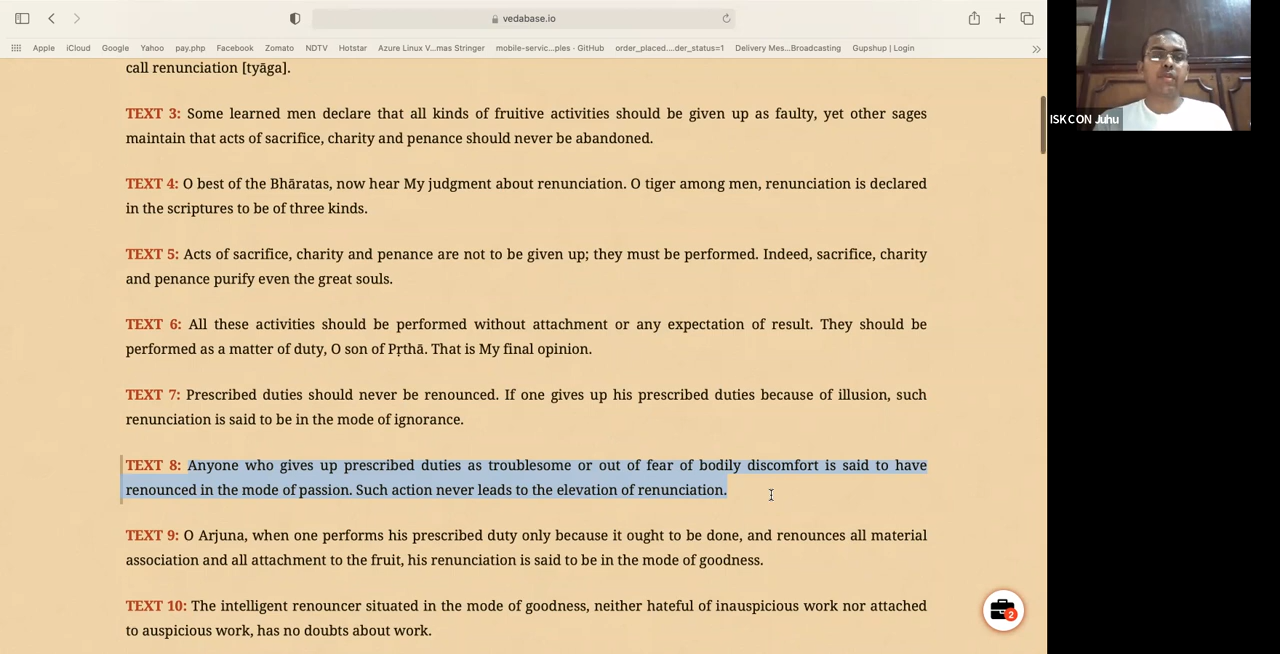 vedabase.io
Apple
iCloud
Google
Yahoo
pay.php
Facebook
Zomato
NDTV
Hotstar
Azure Linux V...mas Stringer
mobile-servic...ples · GitHub
order_placed....der_status=1
Delivery Mes...Broadcasting
Gupshup | Login
call renunciation [tyāga].
TEXT 3: Some learned men declare that all kinds of fruitive activities should be given up as faulty, yet other sages
maintain that acts of sacrifice, charity and penance should never be abandoned.
TEXT 4: O best of the Bhāratas, now hear My judgment about renunciation. O tiger among men, renunciation is declared
in the scriptures to be of three kinds.
TEXT 5: Acts of sacrifice, charity and penance are not to be given up; they must be performed. Indeed, sacrifice, charity
and penance purify even the great souls.
TEXT 6: All these activities should be performed without attachment or any expectation of result. They should be
performed as a matter of duty, O son of Pṛthā. That is My final opinion.
TEXT 7: Prescribed duties should never be renounced. If one gives up his prescribed duties because of illusion, such
renunciation is said to be in the mode of ignorance.
TEXT 8: Anyone who gives up prescribed duties as troublesome or out of fear of bodily discomfort is said to have
renounced in the mode of passion. Such action never leads to the elevation of renunciation.
TEXT 9: O Arjuna, when one performs his prescribed duty only because it ought to be done, and renounces all material
association and all attachment to the fruit, his renunciation is said to be in the mode of goodness.
TEXT 10: The intelligent renouncer situated in the mode of goodness, neither hateful of inauspicious work nor attached
to auspicious work, has no doubts about work.
2
ISKCON Juhu